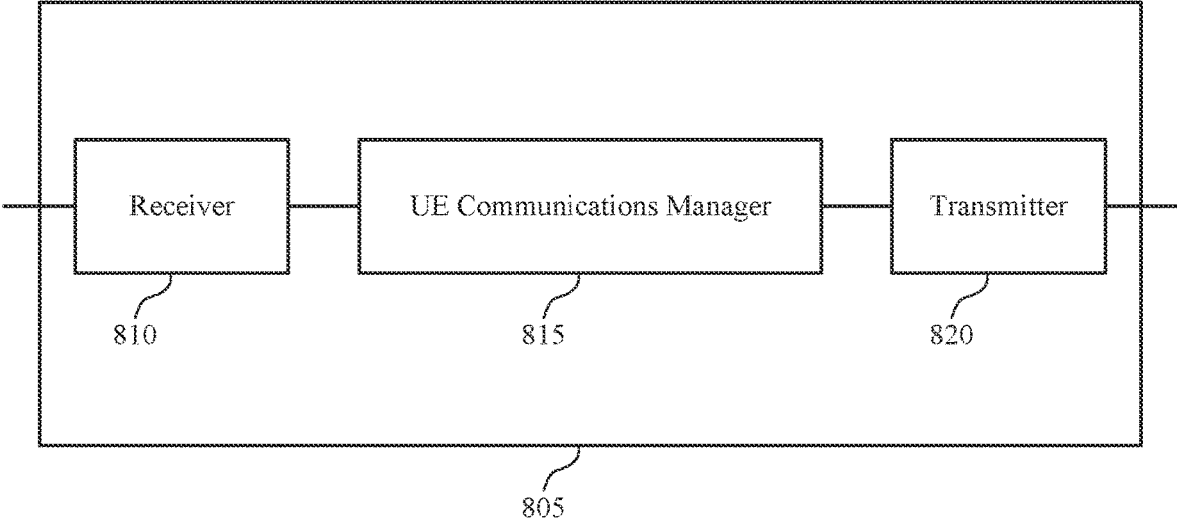 Receiver
UE Communications Manager
Transmitter
810
815
820
805